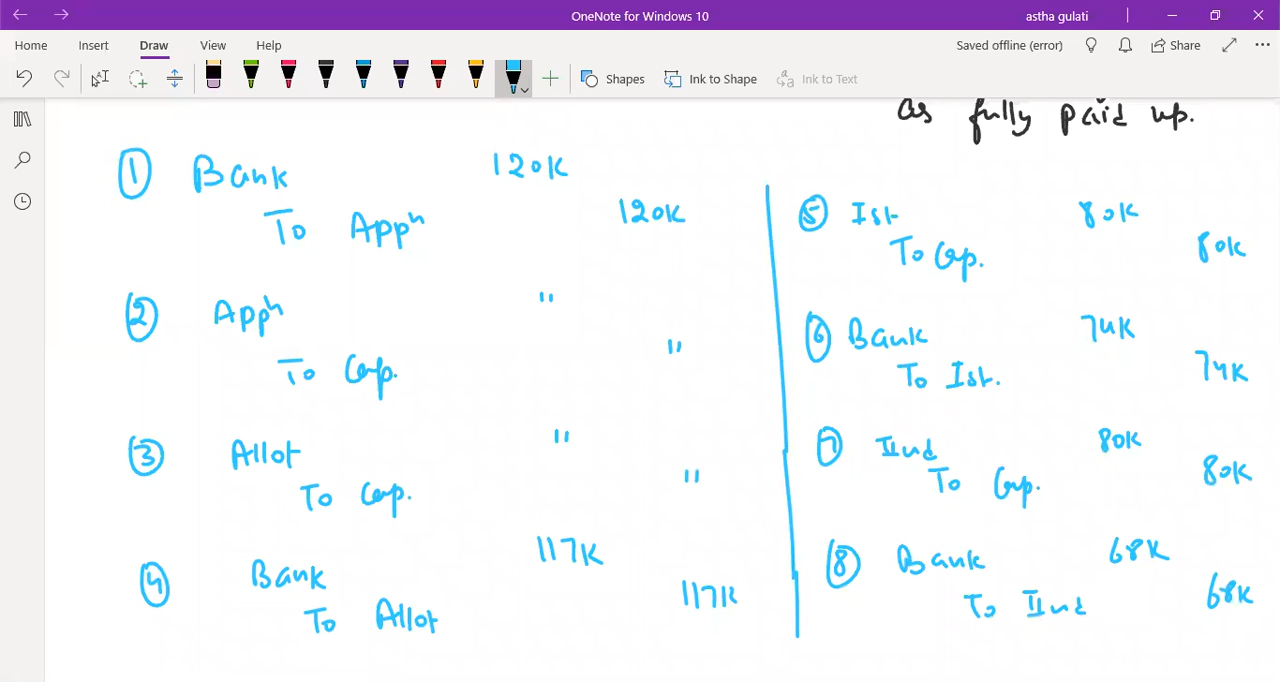 OneNote for Windows 10
astha gulati
Home Insert Draw View Help
Saved offline (error) Share
Shapes Ink to Shape Ink to Text
as fully paid up.
① Bank 120K
To Appⁿ 120K
② Appⁿ "
To Cap. "
③ Allot "
To Cap. "
④ Bank 117K
To Allot 117K
⑤ Ist 80K
To Cap. 80K
⑥ Bank 74K
To Ist. 74K
⑦ IInd 80K
To Cap. 80K
⑧ Bank 68K
To IInd 68K